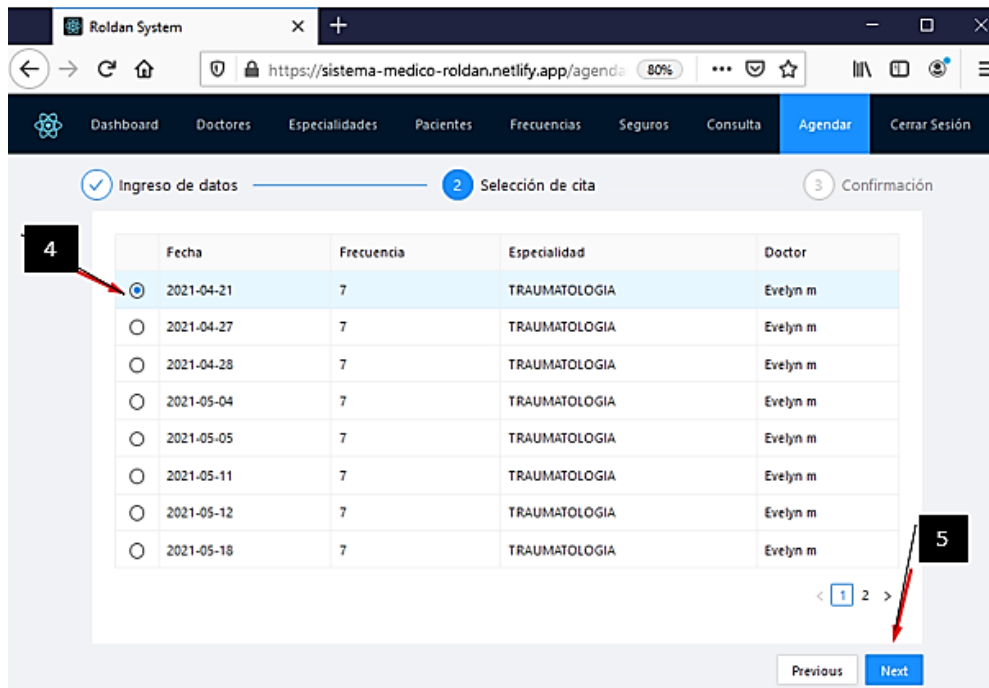 Roldan System
https://sistema-medico-roldan.netlify.app/agenda 80%
Dashboard Doctores Especialidades Pacientes Frecuencias Seguros Consulta Agendar Cerrar Sesión
Ingreso de datos 2 Selección de cita 3 Confirmación
4
Fecha Frecuencia Especialidad Doctor
2021-04-21 7 TRAUMATOLOGIA Evelyn m
2021-04-27 7 TRAUMATOLOGIA Evelyn m
2021-04-28 7 TRAUMATOLOGIA Evelyn m
2021-05-04 7 TRAUMATOLOGIA Evelyn m
2021-05-05 7 TRAUMATOLOGIA Evelyn m
2021-05-11 7 TRAUMATOLOGIA Evelyn m
2021-05-12 7 TRAUMATOLOGIA Evelyn m
2021-05-18 7 TRAUMATOLOGIA Evelyn m
5
< 1 2 >
Previous Next